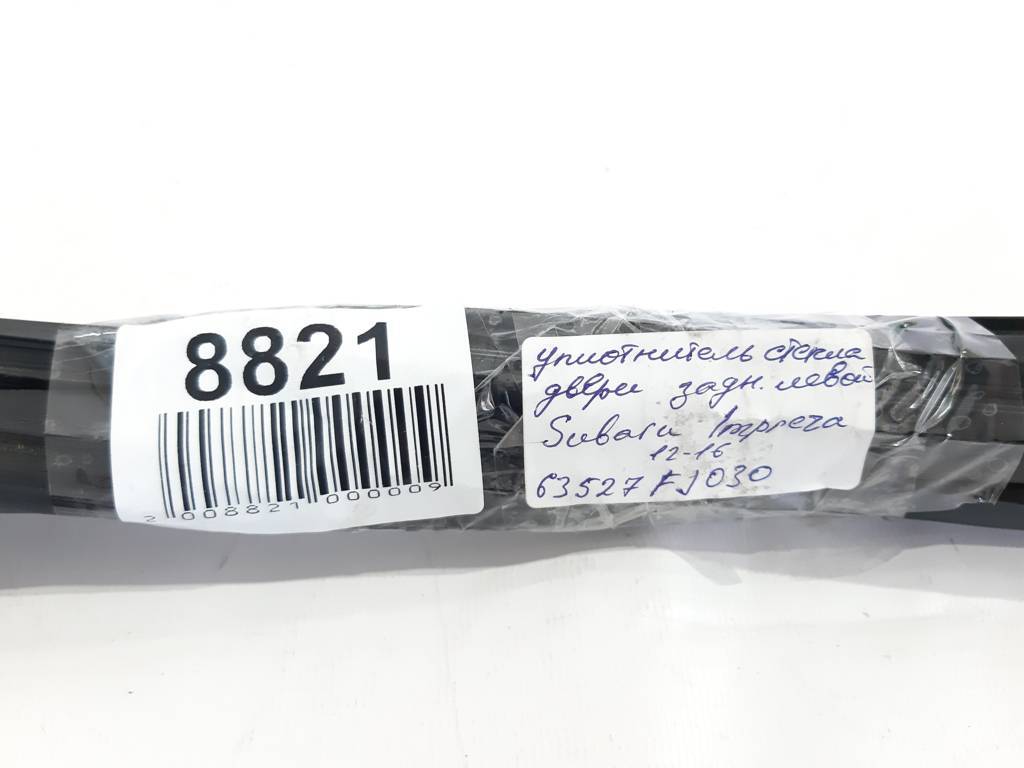 8821
2 008821 000009
уплотнитель стекла
двери задн. левой
Subaru Impreza
12-16
63527FJ030